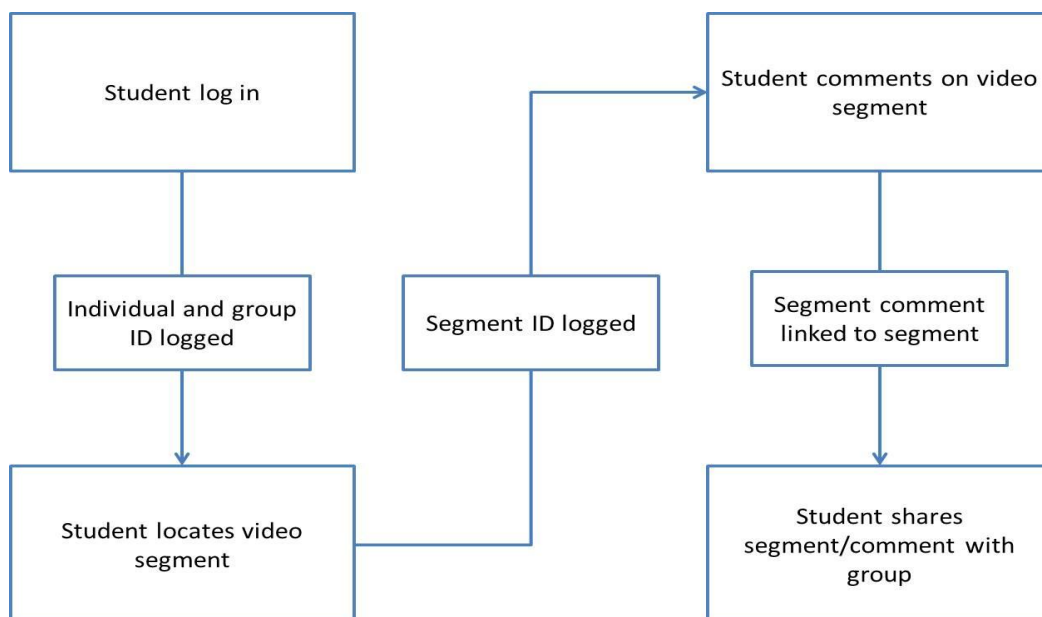 Student log in
Individual and group
ID logged
Student locates video
segment
Segment ID logged
Student comments on video
segment
Segment comment
linked to segment
Student shares
segment/comment with
group